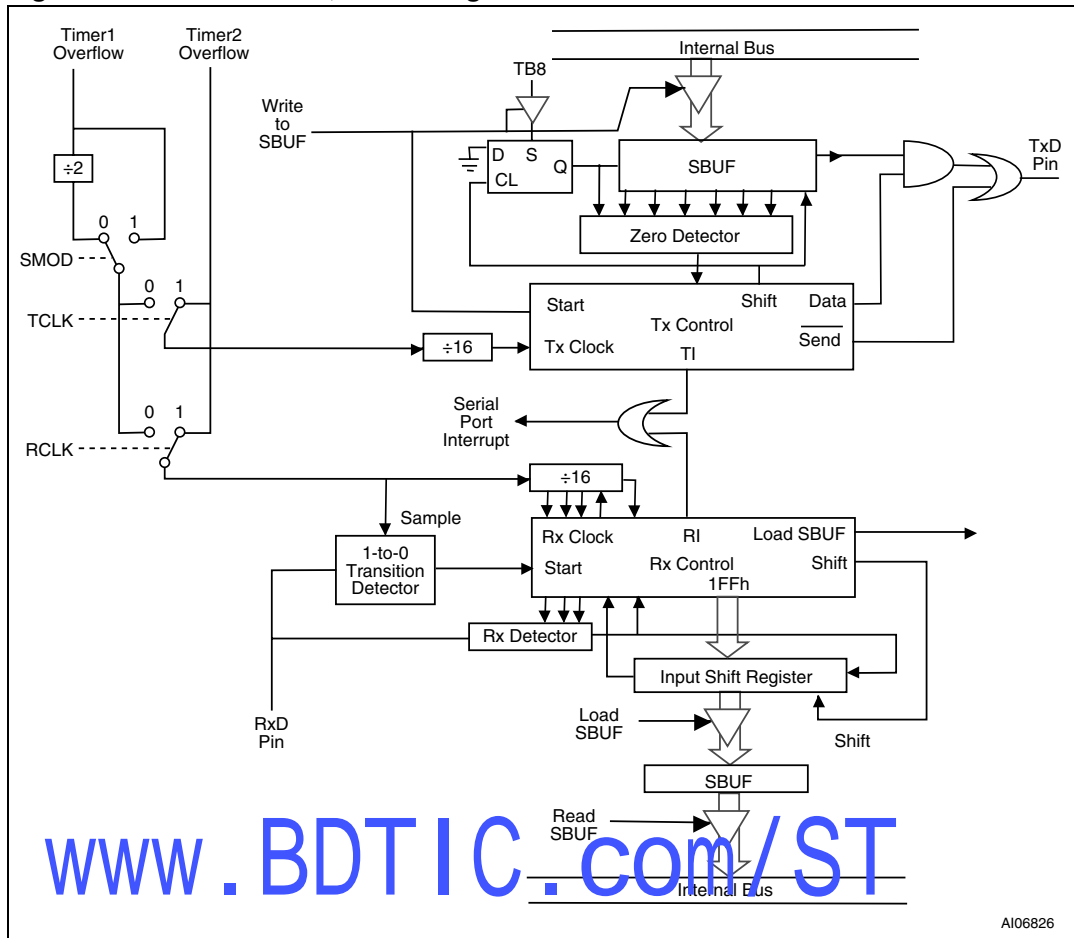 Timer1
Overflow
Timer2
Overflow
Internal Bus
TB8
Write
to
SBUF
÷2
D S
Q
CL
SBUF
TxD
Pin
Zero Detector
0 1
SMOD
0 1
TCLK
Start
Shift
Data
Tx Control
Send
÷16
Tx Clock
TI
Serial
Port
Interrupt
0 1
RCLK
÷16
Sample
Rx Clock
RI
Load SBUF
1-to-0
Transition
Detector
Start
Rx Control
Shift
1FFh
Rx Detector
Input Shift Register
RxD
Pin
Load
SBUF
Shift
SBUF
Read
SBUF
www.BDTIC.com/ST
Internal Bus
AI06826